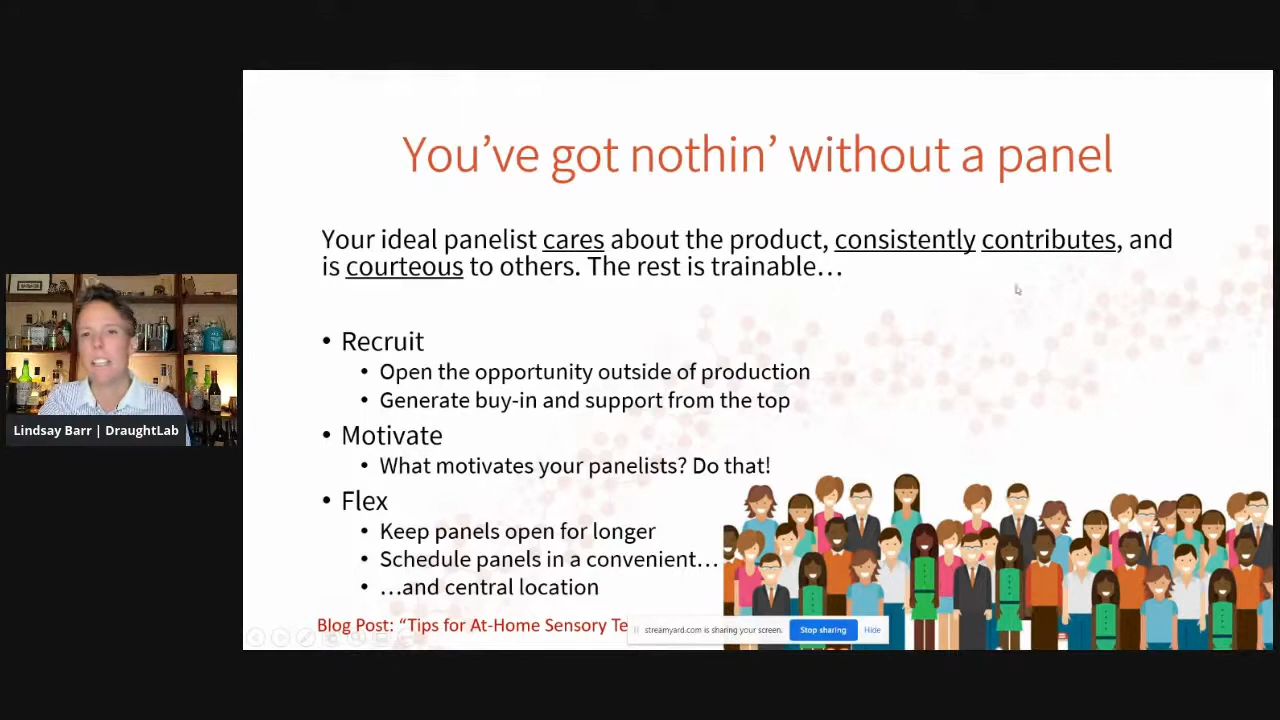 You've got nothin' without a panel
Your ideal panelist cares about the product, consistently contributes, and
is courteous to others. The rest is trainable…
• Recruit
• Open the opportunity outside of production
• Generate buy-in and support from the top
• Motivate
• What motivates your panelists? Do that!
• Flex
• Keep panels open for longer
• Schedule panels in a convenient…
• …and central location
Blog Post: “Tips for At-Home Sensory Te
streamyard.com is sharing your screen.
Stop sharing
Hide
Lindsay Barr | DraughtLab